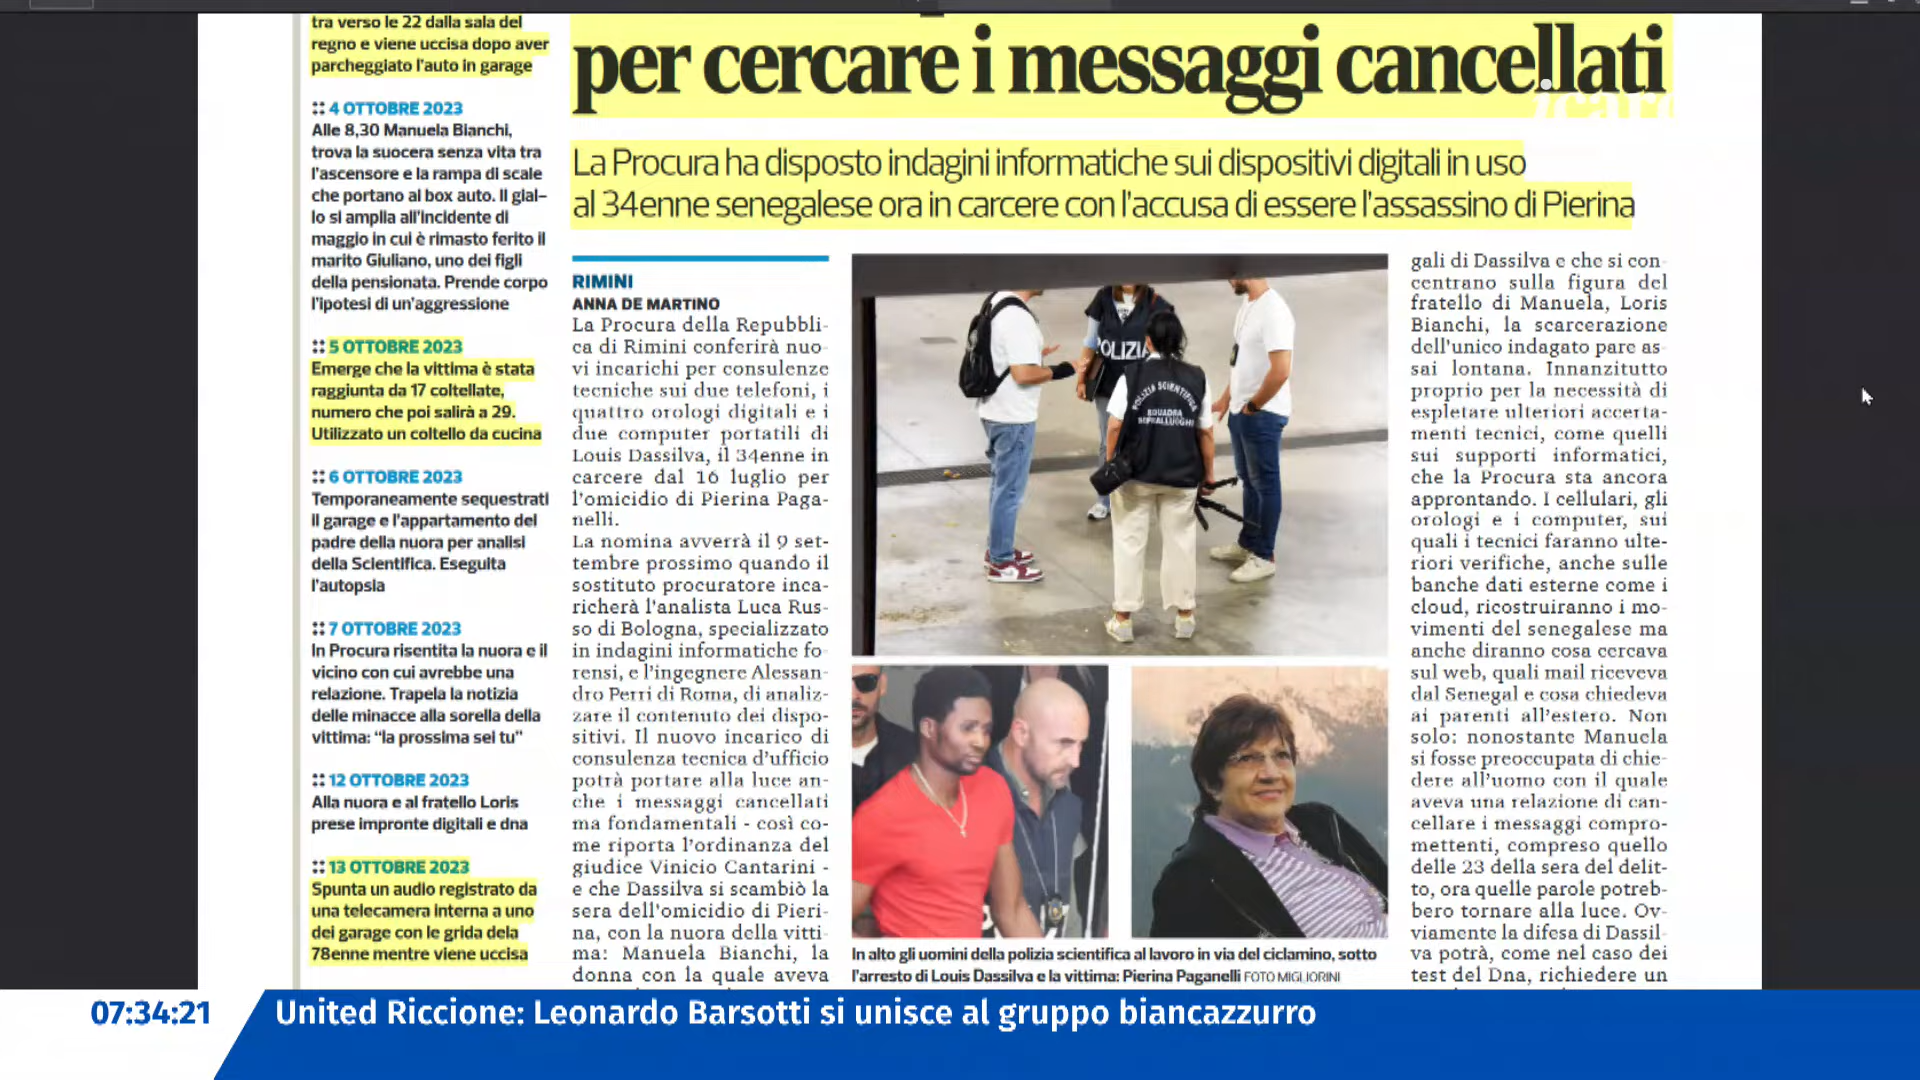 tra verso le 22 dalla sala del
regno e viene uccisa dopo aver
parcheggiato l'auto in garage
:: 4 OTTOBRE 2023
Alle 8,30 Manuela Bianchi,
trova la suocera senza vita tra
l'ascensore e la rampa di scale
che portano al box auto. Il gial-
lo si amplia all'incidente di
maggio in cui è rimasto ferito il
marito Giuliano, uno dei figli
della pensionata. Prende corpo
l'ipotesi di un'aggressione
:: 5 OTTOBRE 2023
Emerge che la vittima è stata
raggiunta da 17 coltellate,
numero che poi salirà a 29.
Utilizzato un coltello da cucina
:: 6 OTTOBRE 2023
Temporaneamente sequestrati
il garage e l'appartamento del
padre della nuora per analisi
della Scientifica. Eseguita
l'autopsia
:: 7 OTTOBRE 2023
In Procura risentita la nuora e il
vicino con cui avrebbe una
relazione. Trapela la notizia
delle minacce alla sorella della
vittima: “la prossima sei tu”
:: 12 OTTOBRE 2023
Alla nuora e al fratello Loris
prese impronte digitali e dna
:: 13 OTTOBRE 2023
Spunta un audio registrato da
una telecamera interna a uno
dei garage con le grida dela
78enne mentre viene uccisa
per cercare i messaggi cancellati
icaro
La Procura ha disposto indagini informatiche sui dispositivi digitali in uso
al 34enne senegalese ora in carcere con l'accusa di essere l'assassino di Pierina
RIMINI
ANNA DE MARTINO
La Procura della Repubbli-
ca di Rimini conferirà nuo-
vi incarichi per consulenze
tecniche sui due telefoni, i
quattro orologi digitali e i
due computer portatili di
Louis Dassilva, il 34enne in
carcere dal 16 luglio per
l'omicidio di Pierina Paga-
nelli.
La nomina avverrà il 9 set-
tembre prossimo quando il
sostituto procuratore inca-
richerà l'analista Luca Rus-
so di Bologna, specializzato
in indagini informatiche fo-
rensi, e l'ingegnere Alessan-
dro Perri di Roma, di analiz-
zare il contenuto dei dispo-
sitivi. Il nuovo incarico di
consulenza tecnica d'ufficio
potrà portare alla luce an-
che i messaggi cancellati
ma fondamentali - così co-
me riporta l'ordinanza del
giudice Vinicio Cantarini -
e che Dassilva si scambiò la
sera dell'omicidio di Pieri-
na, con la nuora della vitti-
ma: Manuela Bianchi, la
donna con la quale aveva
POLIZIA
POLIZIA SCIENTIFICA
SQUADRA
SOPRALLUOGHI
In alto gli uomini della polizia scientifica al lavoro in via del ciclamino, sotto
l'arresto di Louis Dassilva e la vittima: Pierina Paganelli FOTO MIGLIORINI
gali di Dassilva e che si con-
centrano sulla figura del
fratello di Manuela, Loris
Bianchi, la scarcerazione
dell'unico indagato pare as-
sai lontana. Innanzitutto
proprio per la necessità di
espletare ulteriori accerta-
menti tecnici, come quelli
sui supporti informatici,
che la Procura sta ancora
approntando. I cellulari, gli
orologi e i computer, sui
quali i tecnici faranno ulte-
riori verifiche, anche sulle
banche dati esterne come i
cloud, ricostruiranno i mo-
vimenti del senegalese ma
anche diranno cosa cercava
sul web, quali mail riceveva
dal Senegal e cosa chiedeva
ai parenti all'estero. Non
solo: nonostante Manuela
si fosse preoccupata di chie-
dere all'uomo con il quale
aveva una relazione di can-
cellare i messaggi compro-
mettenti, compreso quello
delle 23 della sera del delit-
to, ora quelle parole potreb-
bero tornare alla luce. Ov-
viamente la difesa di Dassil-
va potrà, come nel caso dei
test del Dna, richiedere un
07:34:21
United Riccione: Leonardo Barsotti si unisce al gruppo biancazzurro